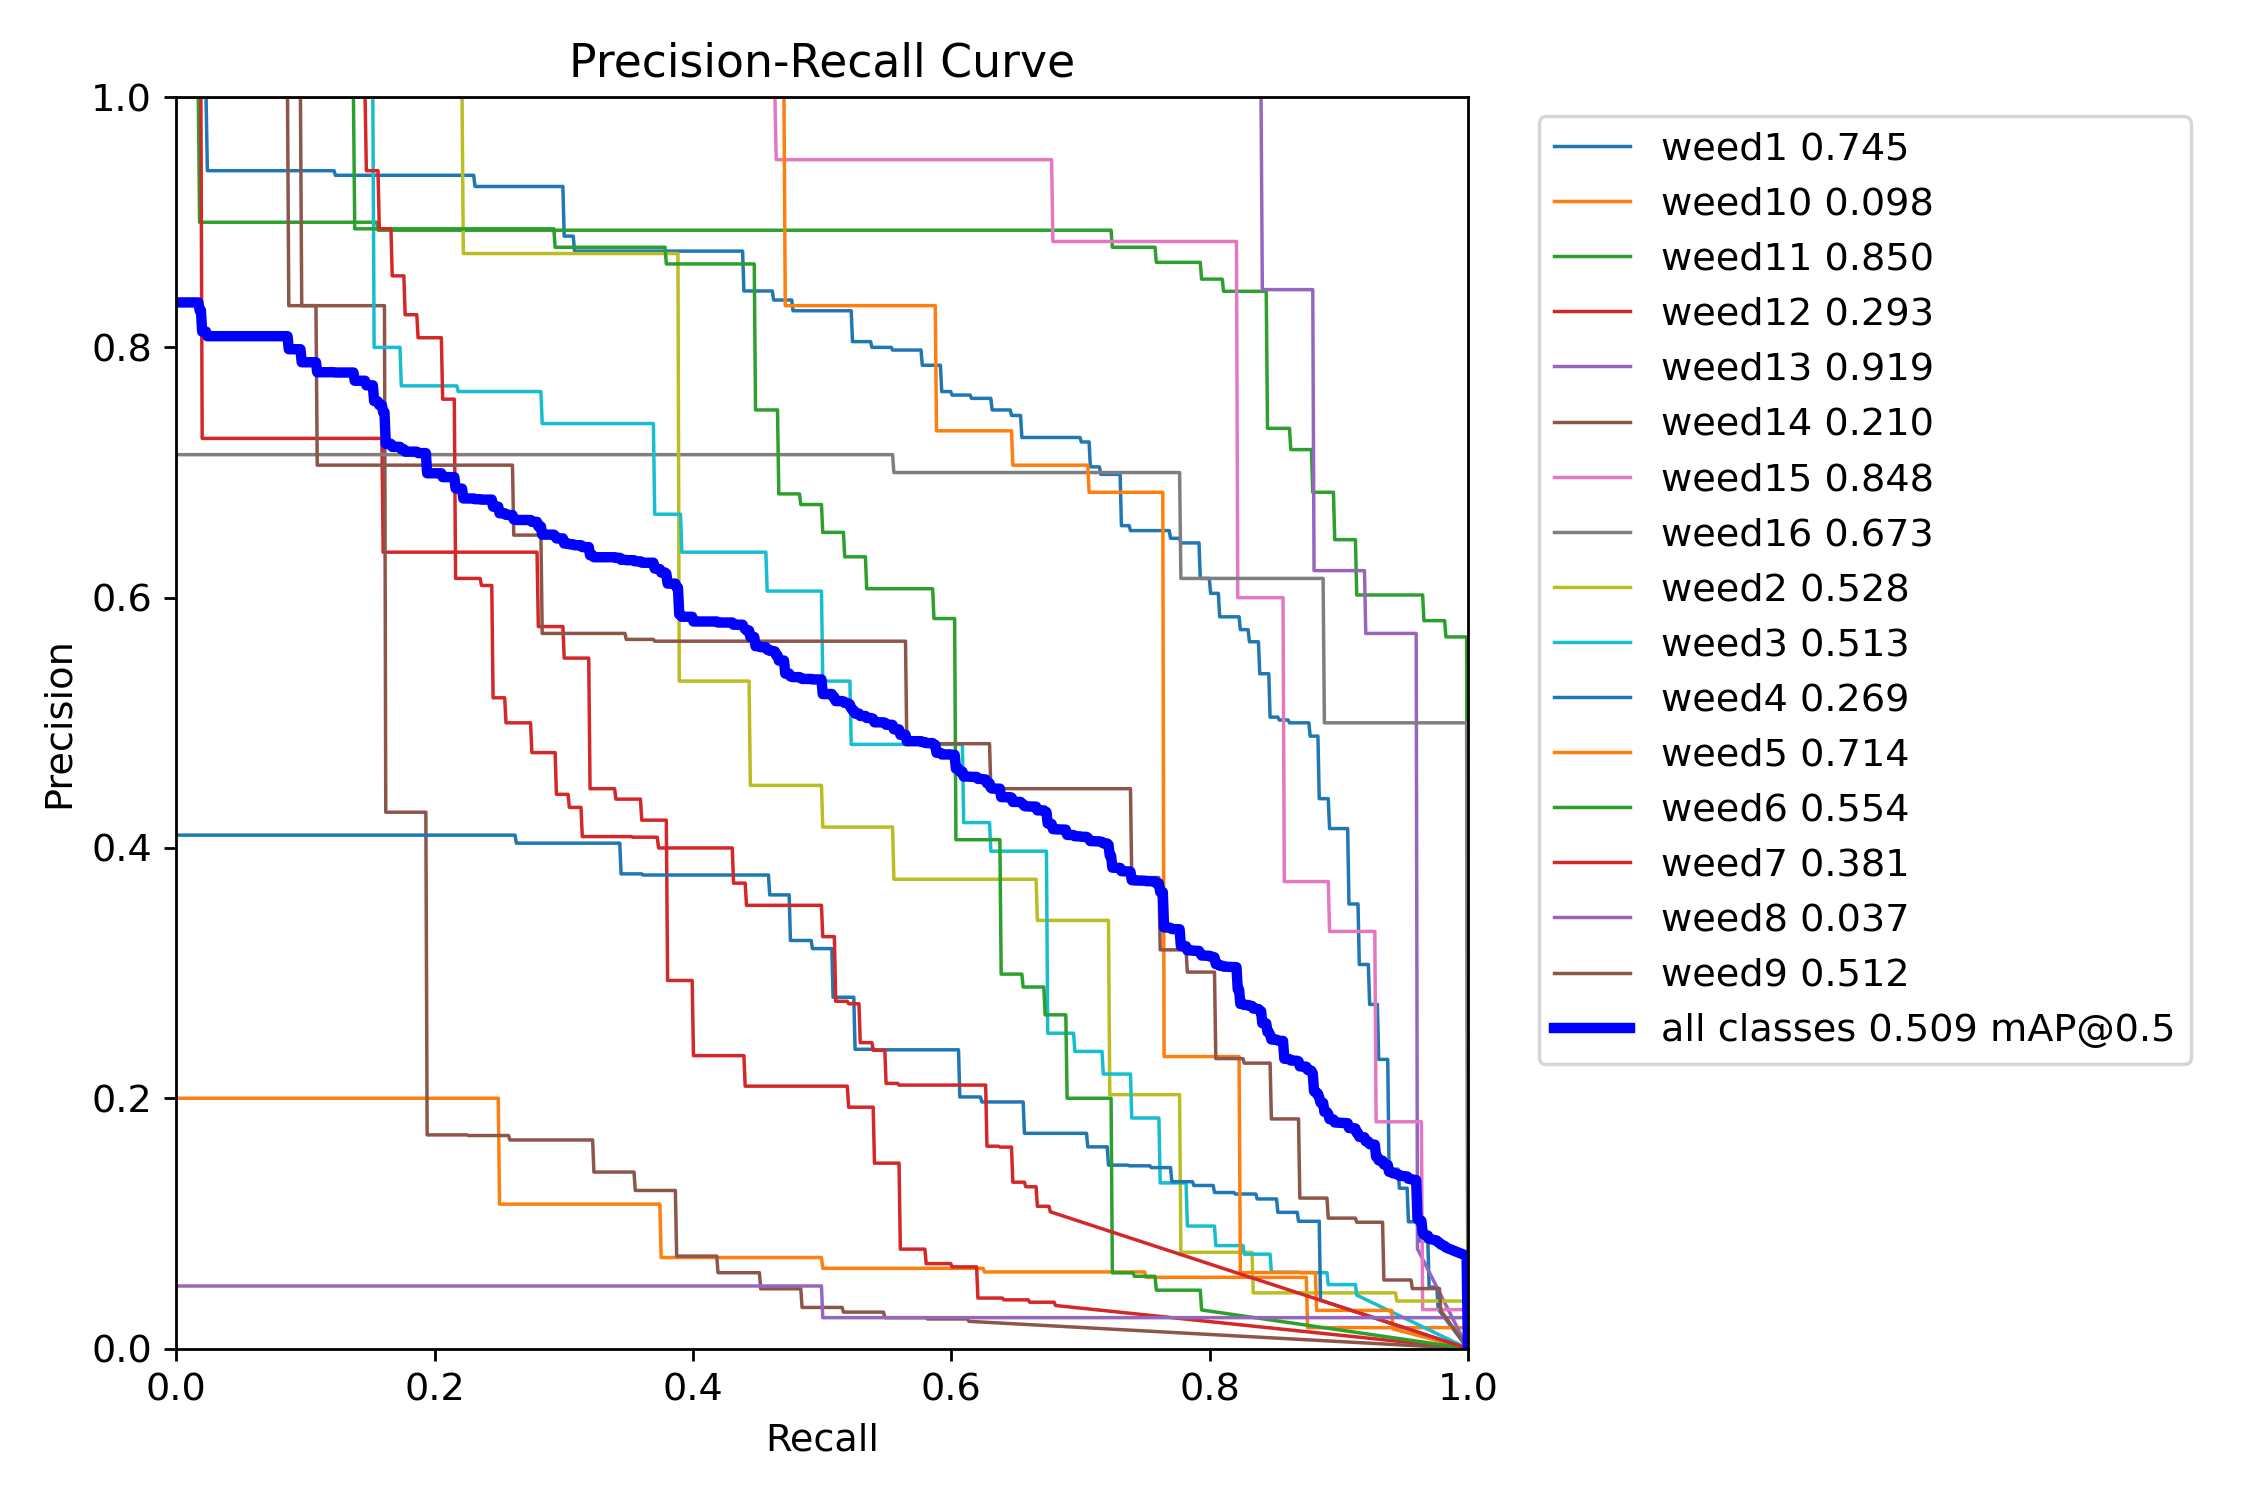 Precision-Recall Curve
1.0
0.8
0.6
0.4
0.2
0.0
Precision
0.0 0.2 0.4 0.6 0.8 1.0
Recall
weed1 0.745
weed10 0.098
weed11 0.850
weed12 0.293
weed13 0.919
weed14 0.210
weed15 0.848
weed16 0.673
weed2 0.528
weed3 0.513
weed4 0.269
weed5 0.714
weed6 0.554
weed7 0.381
weed8 0.037
weed9 0.512
all classes 0.509 mAP@0.5